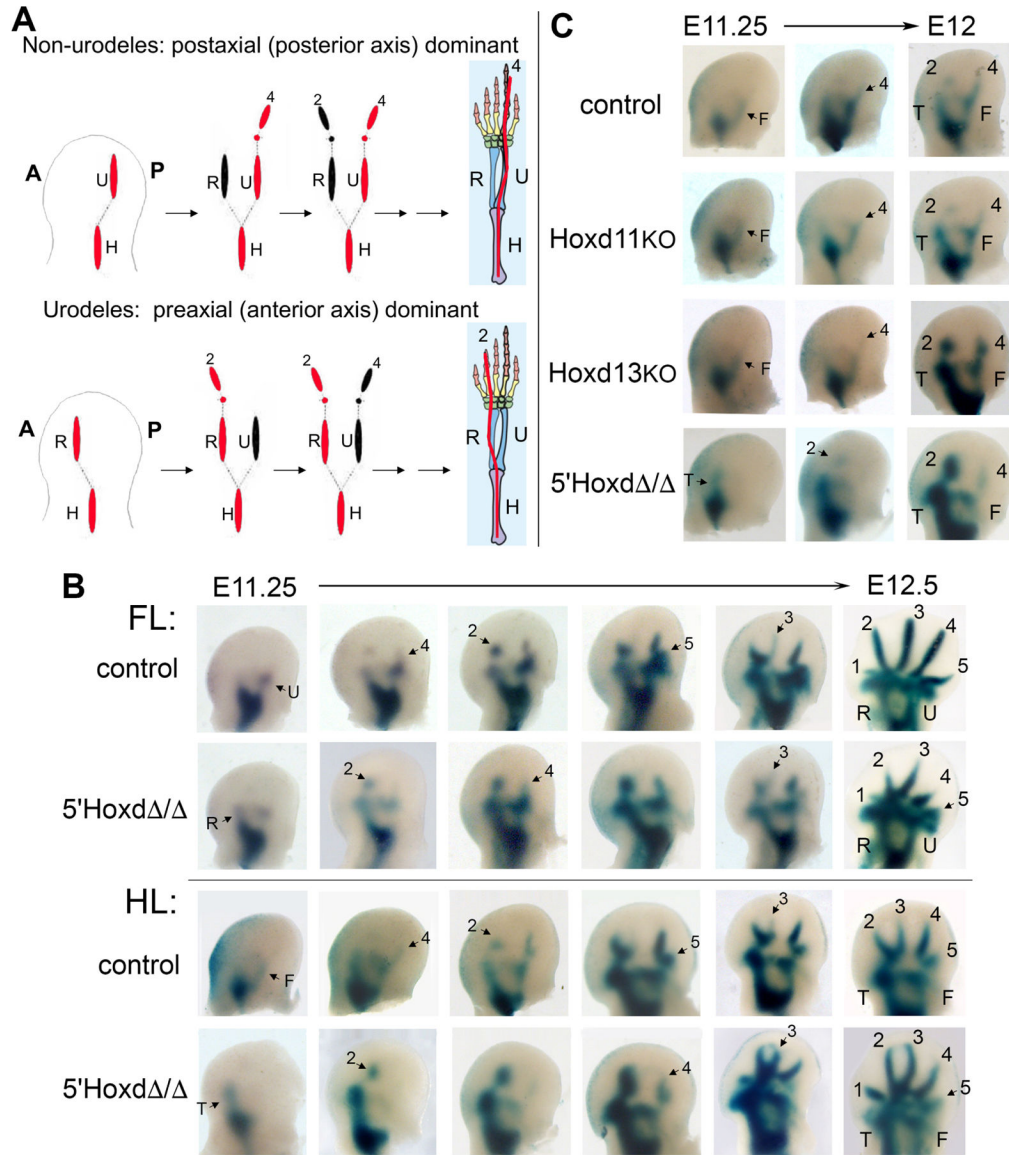 A
Non-urodeles: postaxial (posterior axis) dominant
A P U H
4 R U H
2 4 R U H
4 R U H
Urodeles: preaxial (anterior axis) dominant
A P R H
2 R U H
2 4 R U H
2 R U H
C
E11.25 E12
control F 4 2 4 T F
Hoxd11KO F 4 2 4 T F
Hoxd13KO F 4 2 4 T F
5'HoxdΔ/Δ T 2 2 4 T F
B
E11.25 E12.5
FL:
control U 4 2 5 3 1 2 3 4 5 R U
5'HoxdΔ/Δ R 2 4 3 1 2 3 4 5 R U
HL:
control F 4 2 5 3 2 3 4 5 T F
5'HoxdΔ/Δ T 2 4 3 1 2 3 4 5 T F